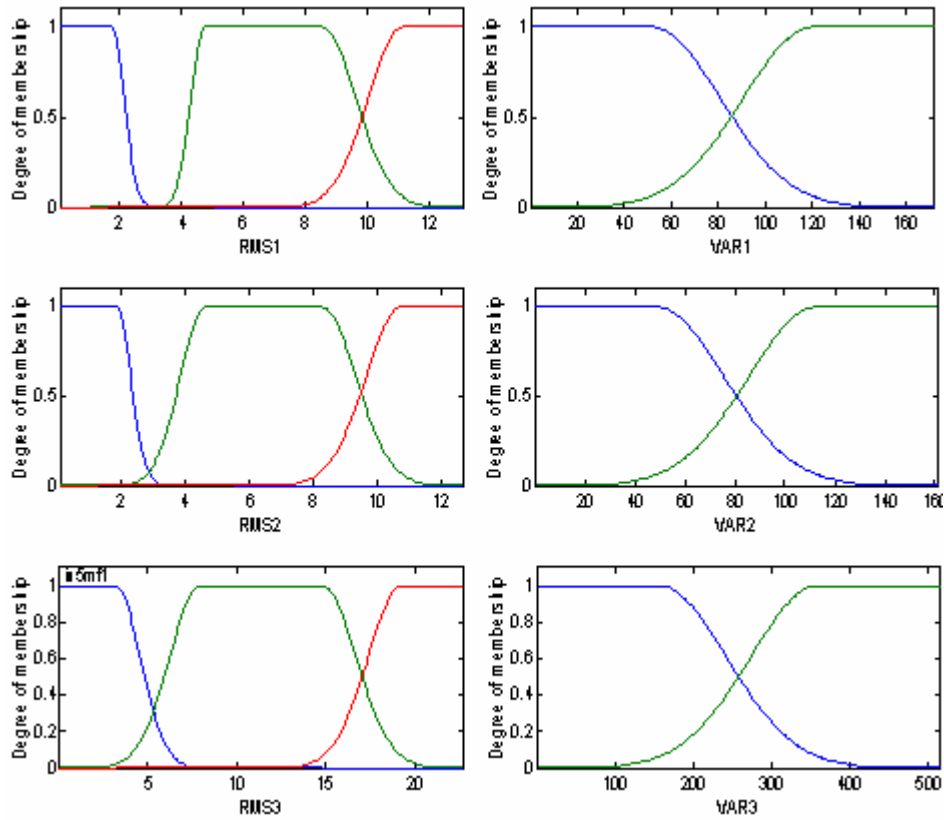 Degree of membership
1
0.5
0
2 4 6 8 10 12
RMS1
Degree of membership
1
0.5
0
20 40 60 80 100 120 140 160
VAR1
Degree of membership
1
0.5
0
2 4 6 8 10 12
RMS2
Degree of membership
1
0.5
0
20 40 60 80 100 120 140 160
VAR2
Degree of membership
1
0.8
0.6
0.4
0.2
0
in5mf1
5 10 15 20
RMS3
Degree of membership
1
0.8
0.6
0.4
0.2
0
100 200 300 400 500
VAR3